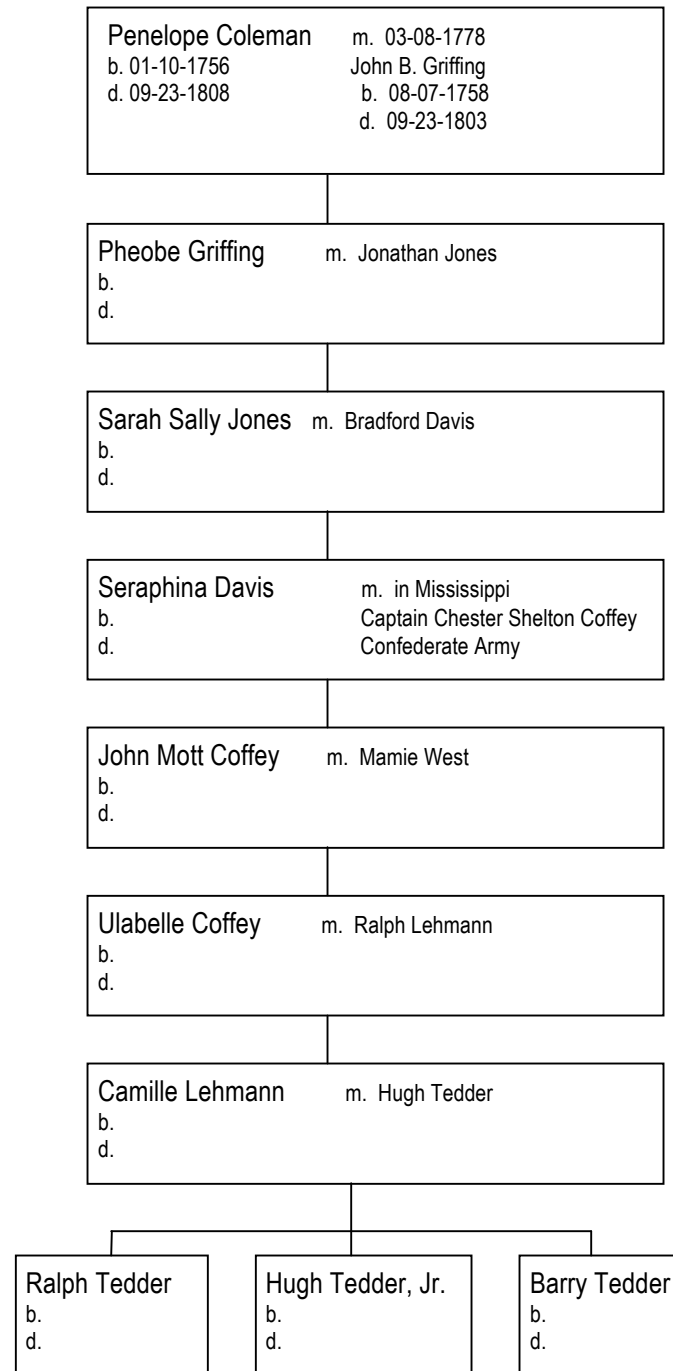 Penelope Coleman m. 03-08-1778
b. 01-10-1756 John B. Griffing
d. 09-23-1808 b. 08-07-1758
d. 09-23-1803
Pheobe Griffing m. Jonathan Jones
b.
d.
Sarah Sally Jones m. Bradford Davis
b.
d.
Seraphina Davis m. in Mississippi
b. Captain Chester Shelton Coffey
d. Confederate Army
John Mott Coffey m. Mamie West
b.
d.
Ulabelle Coffey m. Ralph Lehmann
b.
d.
Camille Lehmann m. Hugh Tedder
b.
d.
Ralph Tedder
b.
d.
Hugh Tedder, Jr.
b.
d.
Barry Tedder
b.
d.